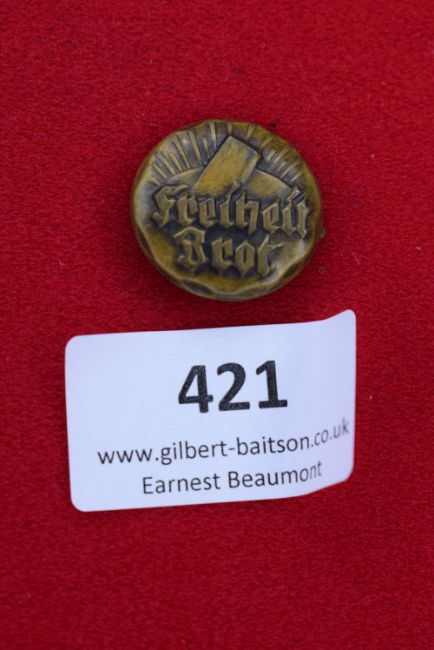 Freiheit
Brot
421
www.gilbert-baitson.co.uk
Earnest Beaumont